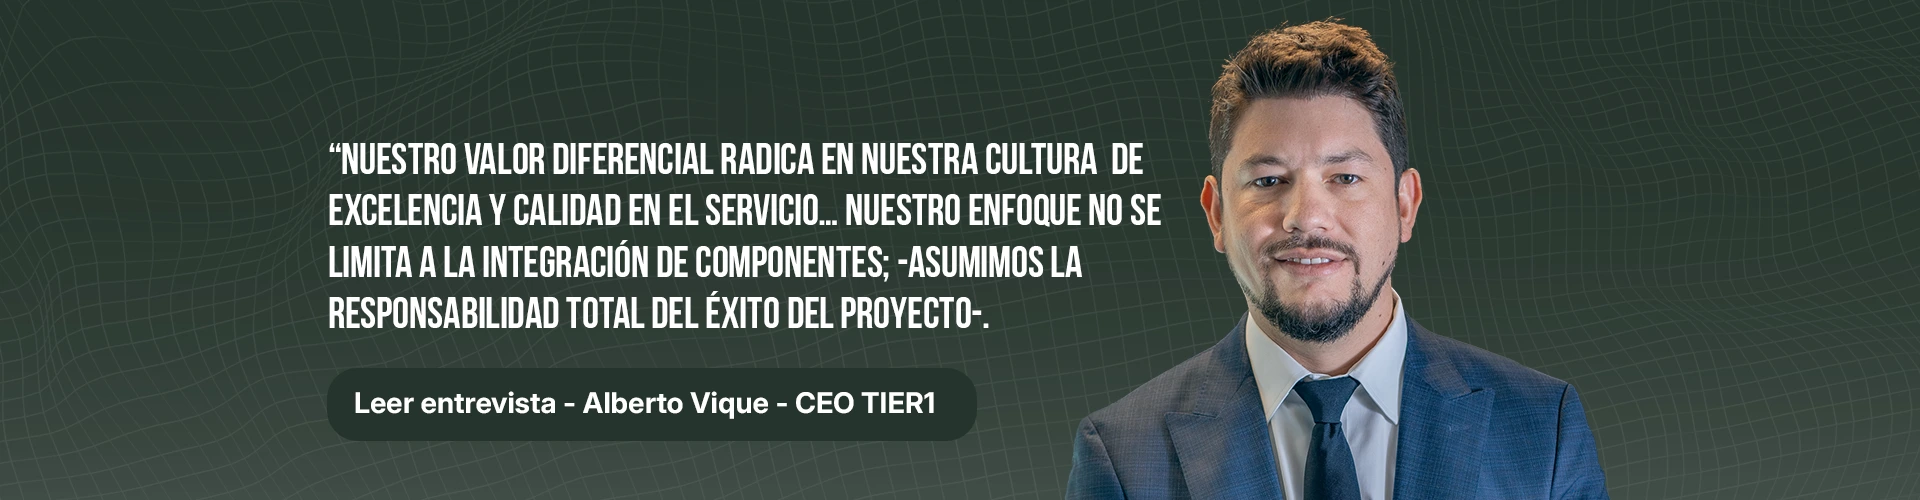 “NUESTRO VALOR DIFERENCIAL RADICA EN NUESTRA CULTURA DE
EXCELENCIA Y CALIDAD EN EL SERVICIO... NUESTRO ENFOQUE NO SE
LIMITA A LA INTEGRACIÓN DE COMPONENTES; -ASUMIMOS LA
RESPONSABILIDAD TOTAL DEL ÉXITO DEL PROYECTO-.
Leer entrevista - Alberto Vique - CEO TIER1